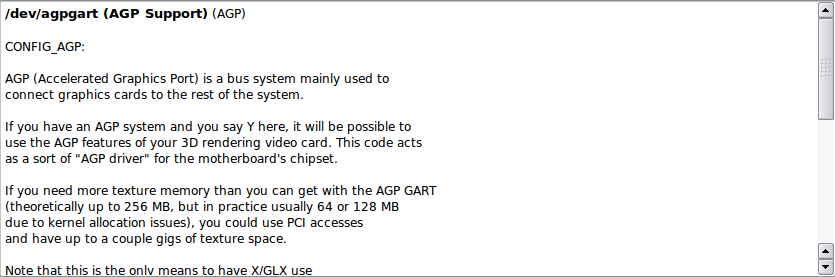 /dev/agpgart (AGP Support) (AGP)
CONFIG_AGP:
AGP (Accelerated Graphics Port) is a bus system mainly used to
connect graphics cards to the rest of the system.
If you have an AGP system and you say Y here, it will be possible to
use the AGP features of your 3D rendering video card. This code acts
as a sort of "AGP driver" for the motherboard's chipset.
If you need more texture memory than you can get with the AGP GART
(theoretically up to 256 MB, but in practice usually 64 or 128 MB
due to kernel allocation issues), you could use PCI accesses
and have up to a couple gigs of texture space.
Note that this is the only means to have X/GLX use